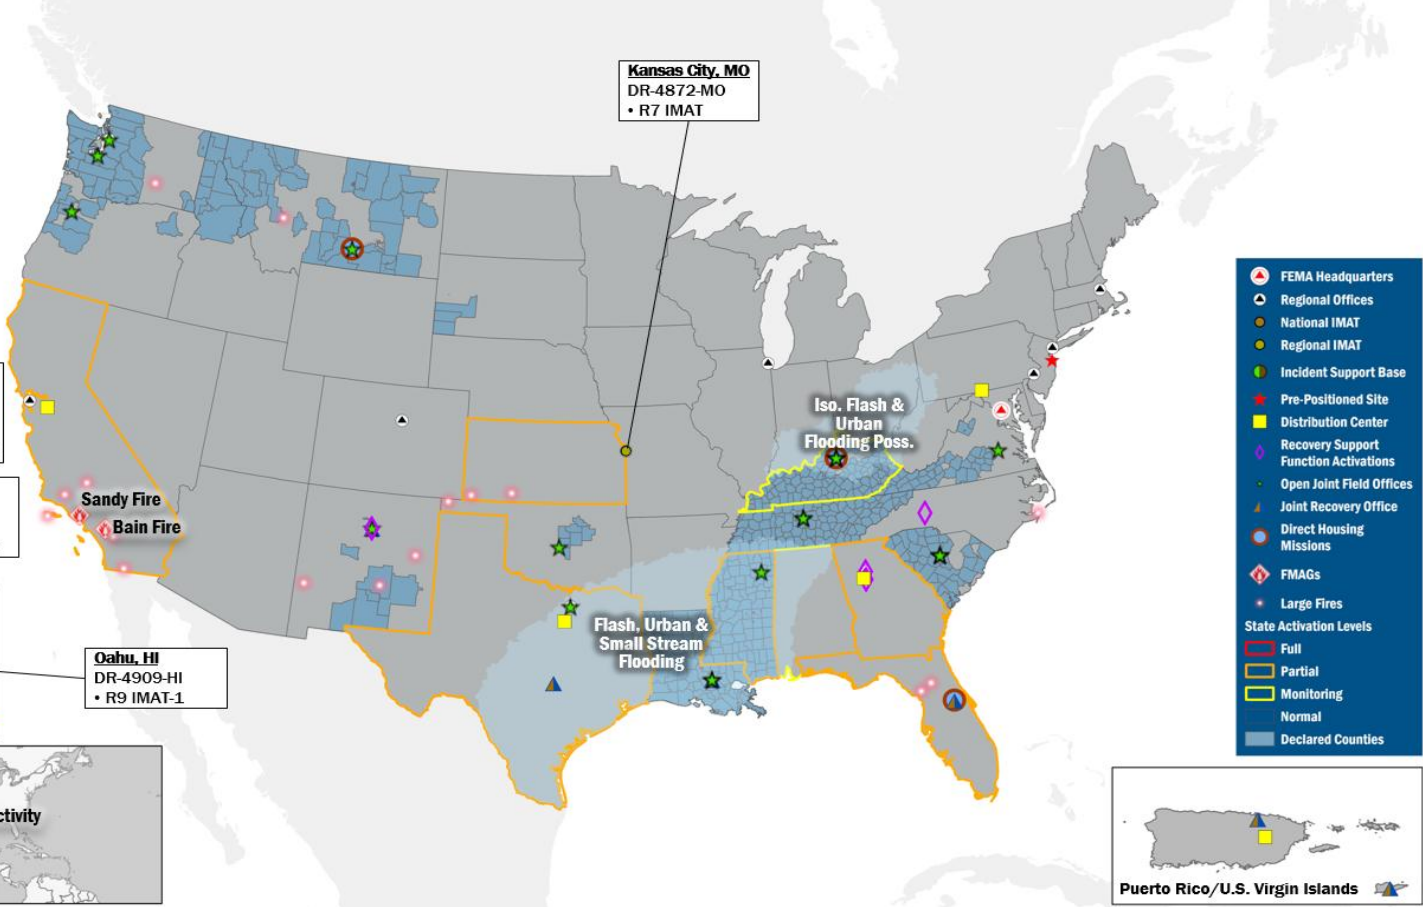 Kansas City, MO
DR-4872-MO
• R7 IMAT
Iso. Flash &
Urban
Flooding Poss.
Sandy Fire
Bain Fire
Flash, Urban &
Small Stream
Flooding
Oahu, HI
DR-4909-HI
• R9 IMAT-1
ctivity
FEMA Headquarters
Regional Offices
National IMAT
Regional IMAT
Incident Support Base
Pre-Positioned Site
Distribution Center
Recovery Support
Function Activations
Open Joint Field Offices
Joint Recovery Office
Direct Housing
Missions
FMAGs
Large Fires
State Activation Levels
Full
Partial
Monitoring
Normal
Declared Counties
Puerto Rico/U.S. Virgin Islands